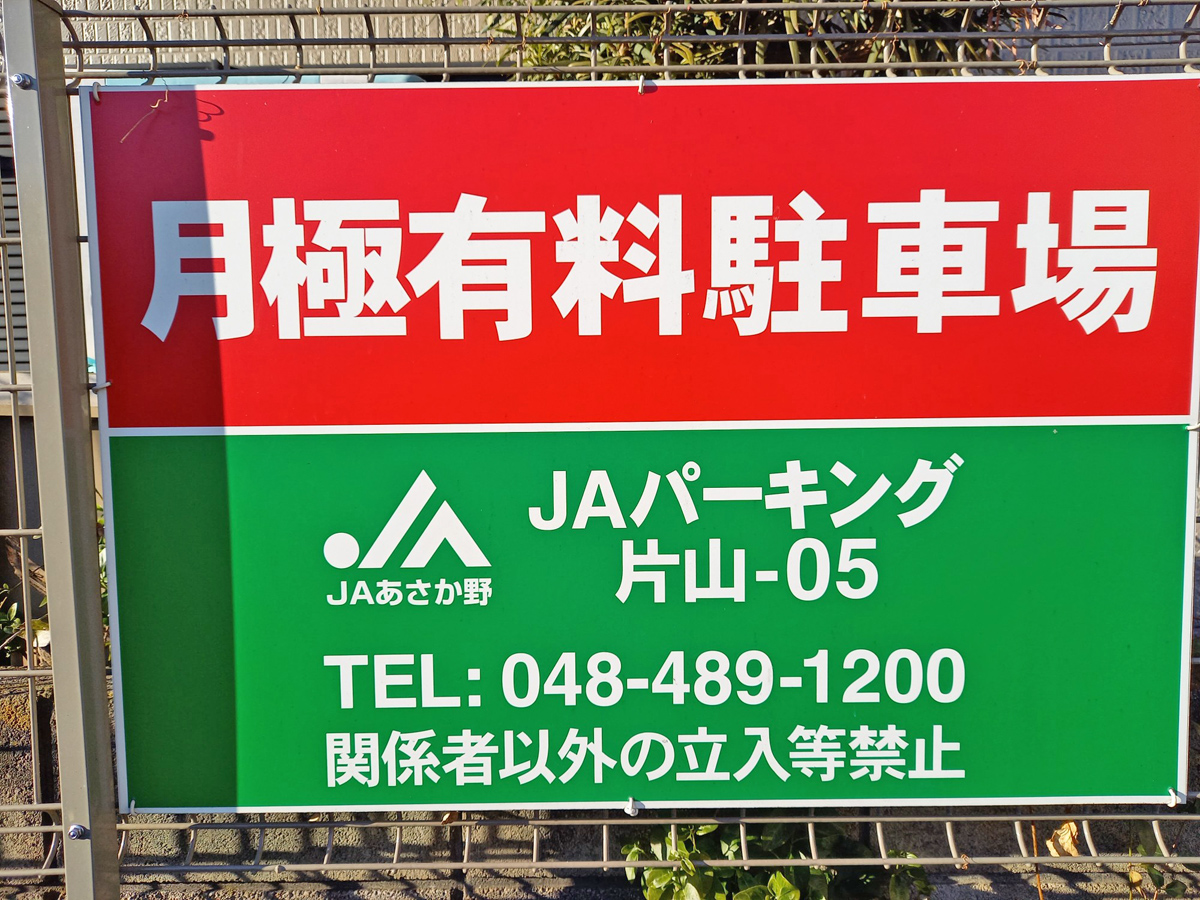 月極有料駐車場
JAパーキング
片山-05
JAあさか野
TEL: 048-489-1200
関係者以外の立入等禁止